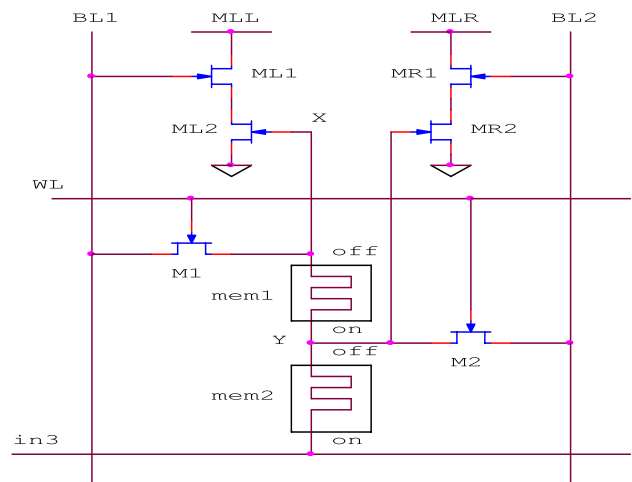 BL1 MLL MLR BL2
ML1 MR1
X
ML2 MR2
WL
off
M1
mem1
on
Y
off
M2
mem2
on
in3